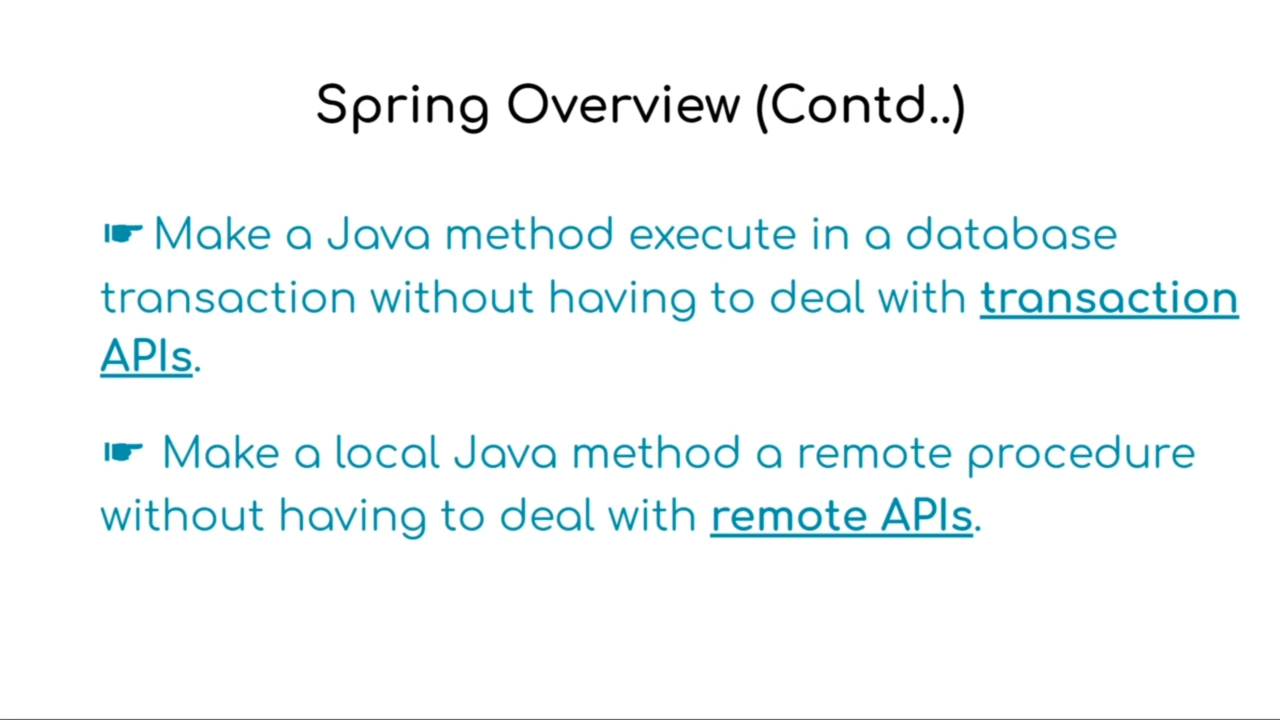 Spring Overview (Contd..)
☛ Make a Java method execute in a database
transaction without having to deal with transaction
APIs.
☛ Make a local Java method a remote procedure
without having to deal with remote APIs.